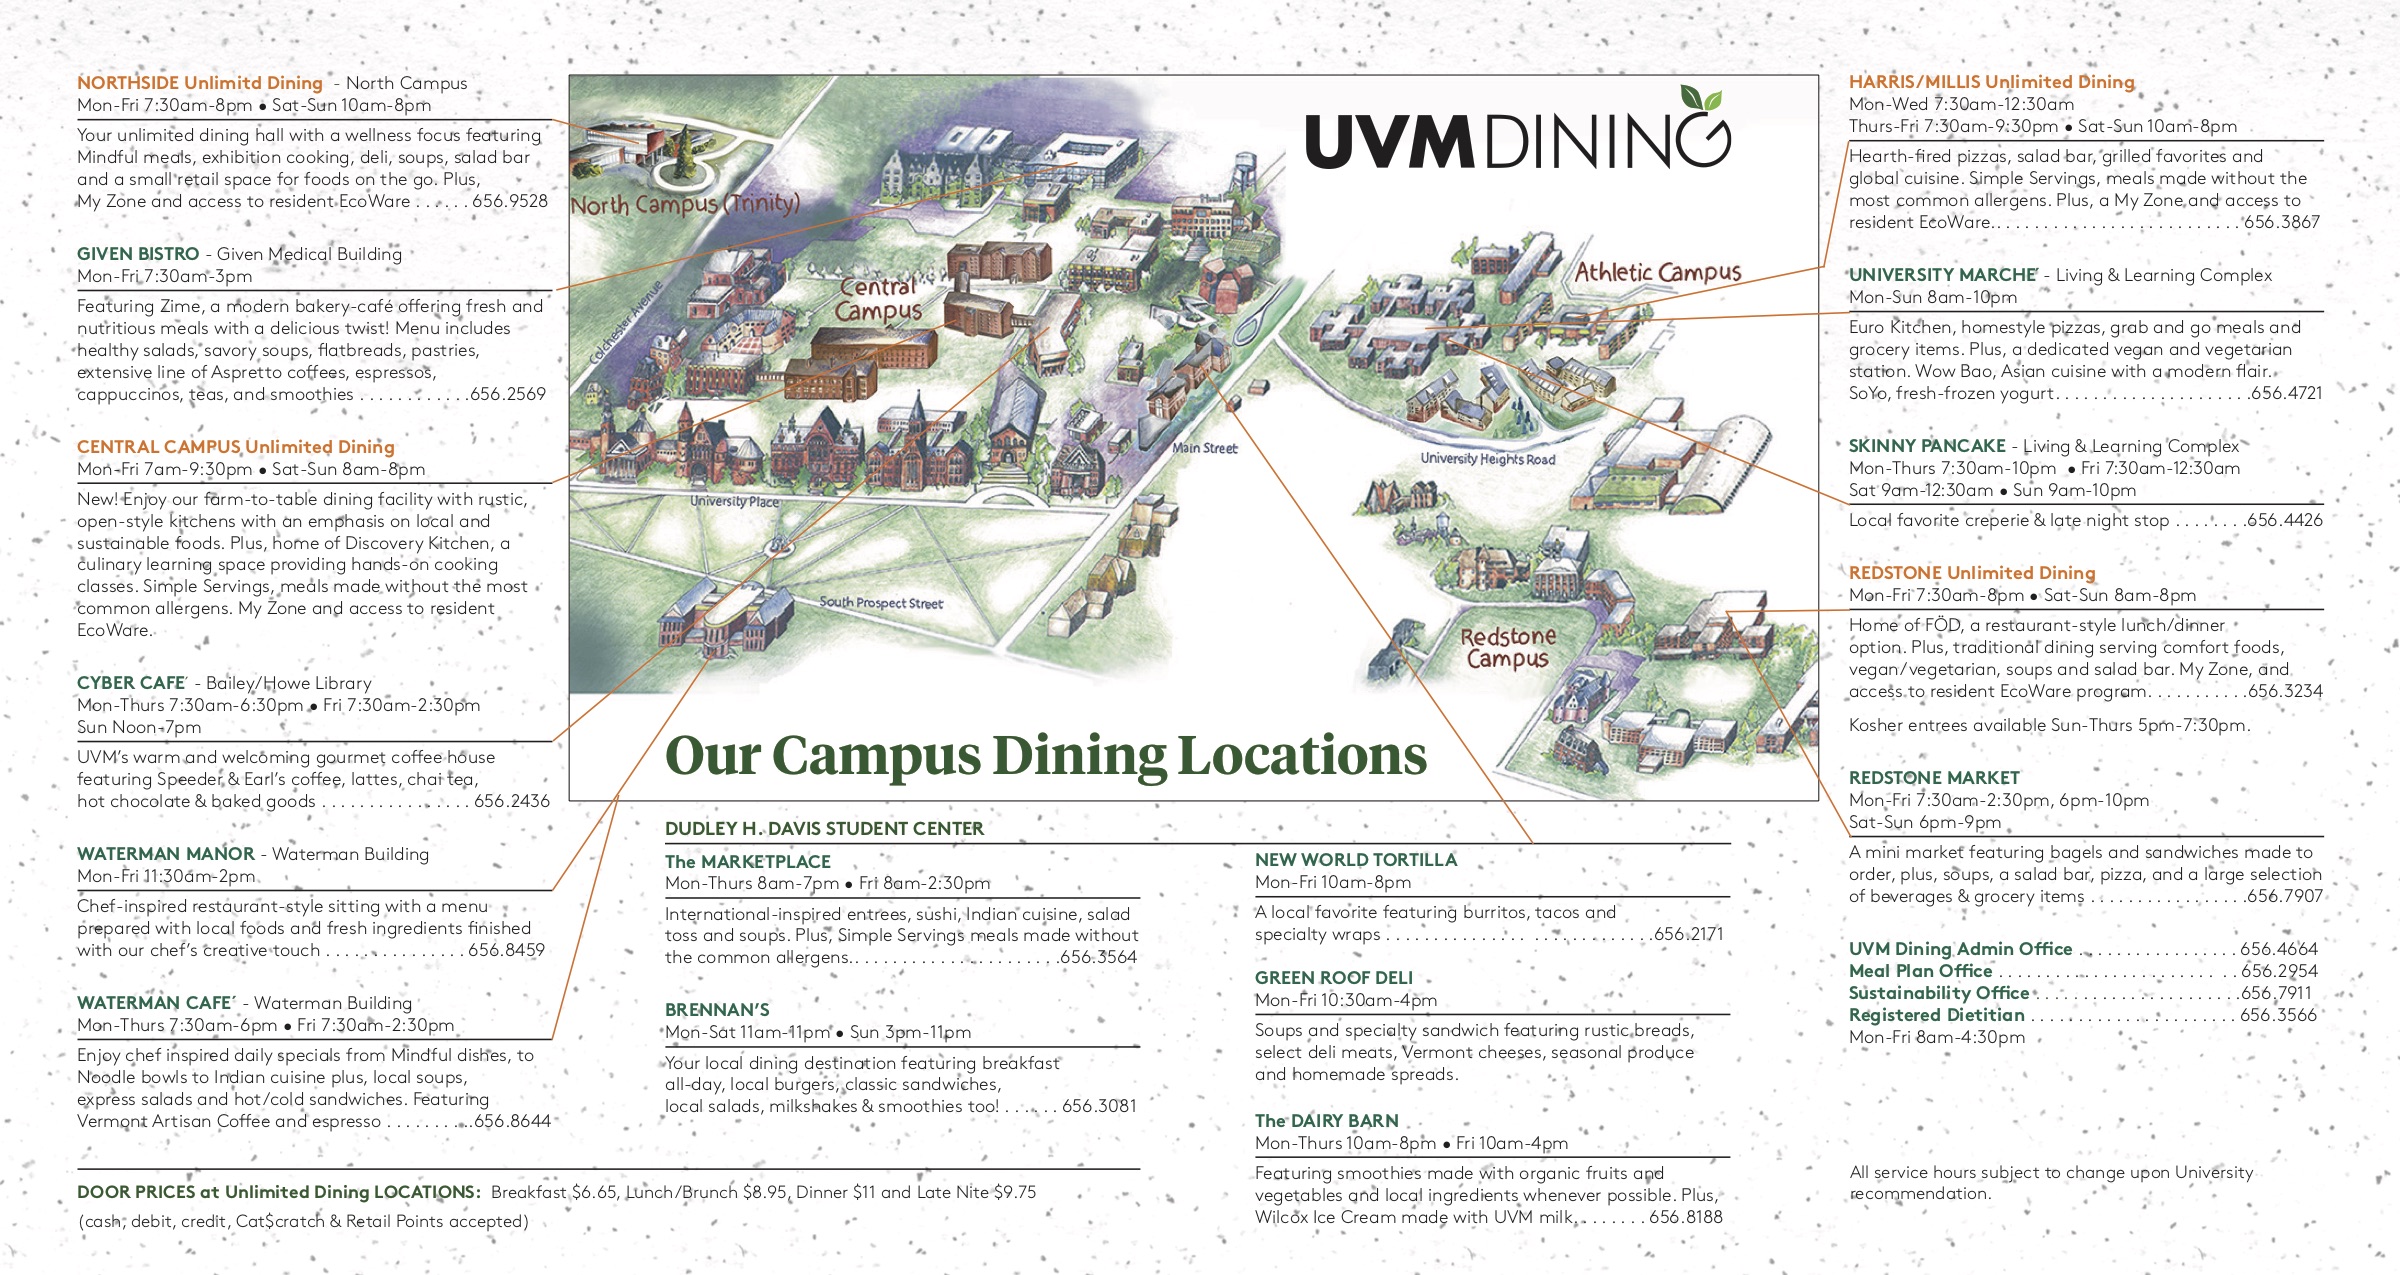 NORTHSIDE Unlimitd Dining - North Campus
Mon-Fri 7:30am-8pm • Sat-Sun 10am-8pm
Your unlimited dining hall with a wellness focus featuring
Mindful meals, exhibition cooking, deli, soups, salad bar
and a small retail space for foods on the go. Plus,
My Zone and access to resident EcoWare . . . . . . 656.9528
GIVEN BISTRO - Given Medical Building
Mon-Fri 7:30am-3pm
Featuring Zime, a modern bakery-café offering fresh and
nutritious meals with a delicious twist! Menu includes
healthy salads, savory soups, flatbreads, pastries,
extensive line of Aspretto coffees, espressos,
cappuccinos, teas, and smoothies . . . . . . . . . . . .656.2569
CENTRAL CAMPUS Unlimited Dining
Mon-Fri 7am-9:30pm • Sat-Sun 8am-8pm
New! Enjoy our farm-to-table dining facility with rustic,
open-style kitchens with an emphasis on local and
sustainable foods. Plus, home of Discovery Kitchen, a
culinary learning space providing hands-on cooking
classes. Simple Servings, meals made without the most
common allergens. My Zone and access to resident
EcoWare.
CYBER CAFE´ - Bailey/Howe Library
Mon-Thurs 7:30am-6:30pm • Fri 7:30am-2:30pm
Sun Noon-7pm
UVM's warm and welcoming gourmet coffee house
featuring Speeder & Earl's coffee, lattes, chai tea,
hot chocolate & baked goods . . . . . . . . . . . . . . . . 656.2436
WATERMAN MANOR - Waterman Building
Mon-Fri 11:30am-2pm
Chef-inspired restaurant-style sitting with a menu
prepared with local foods and fresh ingredients finished
with our chef's creative touch . . . . . . . . . . . . . . . 656.8459
WATERMAN CAFE´ - Waterman Building
Mon-Thurs 7:30am-6pm • Fri 7:30am-2:30pm
Enjoy chef inspired daily specials from Mindful dishes, to
Noodle bowls to Indian cuisine plus, local soups,
express salads and hot/cold sandwiches. Featuring
Vermont Artisan Coffee and espresso . . . . . . . . ..656.8644
DOOR PRICES at Unlimited Dining LOCATIONS: Breakfast $6.65, Lunch/Brunch $8.95, Dinner $11 and Late Nite $9.75
(cash, debit, credit, Cat$cratch & Retail Points accepted)
UVMDINING
North Campus (Trinity)
Central
Campus
Athletic Campus
Colchester Avenue
Main Street
University Heights Road
University Place
South Prospect Street
Redstone
Campus
Our Campus Dining Locations
DUDLEY H. DAVIS STUDENT CENTER
The MARKETPLACE
Mon-Thurs 8am-7pm • Fri 8am-2:30pm
International-inspired entrees, sushi, Indian cuisine, salad
toss and soups. Plus, Simple Servings meals made without
the common allergens.. . . . . . . . . . . . . . . . . . . . . .656.3564
BRENNAN'S
Mon-Sat 11am-11pm • Sun 3pm-11pm
Your local dining destination featuring breakfast
all-day, local burgers, classic sandwiches,
local salads, milkshakes & smoothies too! . . . . . . 656.3081
NEW WORLD TORTILLA
Mon-Fri 10am-8pm
A local favorite featuring burritos, tacos and
specialty wraps . . . . . . . . . . . . . . . . . . . . . . . . . . .656.2171
GREEN ROOF DELI
Mon-Fri 10:30am-4pm
Soups and specialty sandwich featuring rustic breads,
select deli meats, Vermont cheeses, seasonal produce
and homemade spreads.
The DAIRY BARN
Mon-Thurs 10am-8pm • Fri 10am-4pm
Featuring smoothies made with organic fruits and
vegetables and local ingredients whenever possible. Plus,
Wilcox Ice Cream made with UVM milk. . . . . . . . 656.8188
HARRIS/MILLIS Unlimited Dining
Mon-Wed 7:30am-12:30am
Thurs-Fri 7:30am-9:30pm • Sat-Sun 10am-8pm
Hearth-fired pizzas, salad bar, grilled favorites and
global cuisine. Simple Servings, meals made without the
most common allergens. Plus, a My Zone and access to
resident EcoWare.. . . . . . . . . . . . . . . . . . . . . . . . . . 656.3867
UNIVERSITY MARCHE´ - Living & Learning Complex
Mon-Sun 8am-10pm
Euro Kitchen, homestyle pizzas, grab and go meals and
grocery items. Plus, a dedicated vegan and vegetarian
station. Wow Bao, Asian cuisine with a modern flair.
SoYo, fresh-frozen yogurt. . . . . . . . . . . . . . . . . . . . .656.4721
SKINNY PANCAKE - Living & Learning Complex
Mon-Thurs 7:30am-10pm • Fri 7:30am-12:30am
Sat 9am-12:30am • Sun 9am-10pm
Local favorite creperie & late night stop . . . . . . . .656.4426
REDSTONE Unlimited Dining
Mon-Fri 7:30am-8pm • Sat-Sun 8am-8pm
Home of FÖD, a restaurant-style lunch/dinner
option. Plus, traditional dining serving comfort foods,
vegan/vegetarian, soups and salad bar. My Zone, and
access to resident EcoWare program. . . . . . . . . . .656.3234
Kosher entrees available Sun-Thurs 5pm-7:30pm.
REDSTONE MARKET
Mon-Fri 7:30am-2:30pm, 6pm-10pm
Sat-Sun 6pm-9pm
A mini market featuring bagels and sandwiches made to
order, plus, soups, a salad bar, pizza, and a large selection
of beverages & grocery items . . . . . . . . . . . . . . . . .656.7907
UVM Dining Admin Office . . . . . . . . . . . . . . . . . 656.4664
Meal Plan Office . . . . . . . . . . . . . . . . . . . . . . . . . 656.2954
Sustainability Office . . . . . . . . . . . . . . . . . . . . . .656.7911
Registered Dietitian . . . . . . . . . . . . . . . . . . . . . . 656.3566
Mon-Fri 8am-4:30pm
All service hours subject to change upon University
recommendation.